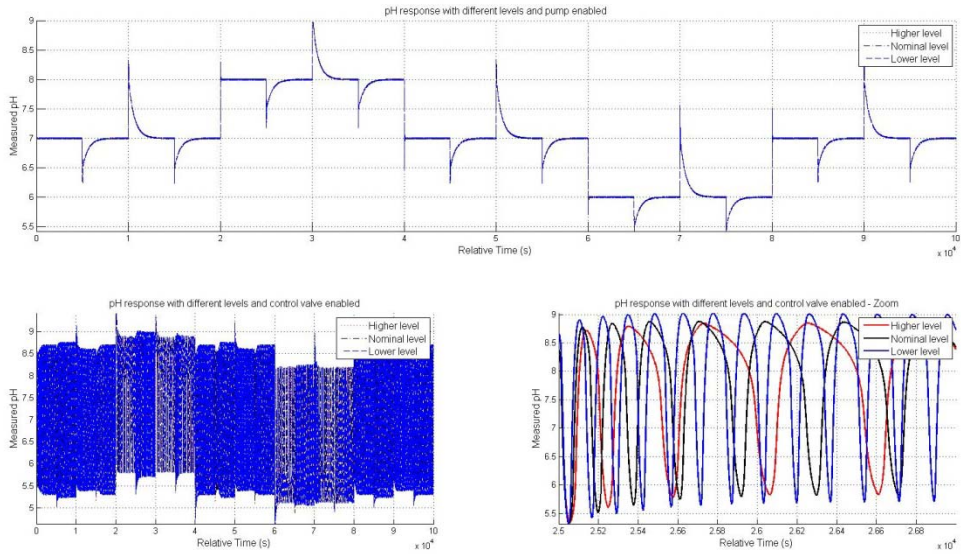 pH response with different levels and pump enabled
9
8.5
8
7.5
7
6.5
6
5.5
Measured pH
Higher level
Nominal level
Lower level
0 1 2 3 4 5 6 7 8 9 10
Relative Time (s)
x 10⁴
pH response with different levels and control valve enabled
9
8.5
8
7.5
7
6.5
6
5.5
5
Measured pH
Higher level
Nominal level
Lower level
0 1 2 3 4 5 6 7 8 9 10
Relative Time (s)
x 10⁴
pH response with different levels and control valve enabled - Zoom
9
8.5
8
7.5
7
6.5
6
5.5
Measured pH
Higher level
Nominal level
Lower level
2.5 2.52 2.54 2.56 2.58 2.6 2.62 2.64 2.66 2.68
Relative Time (s)
x 10⁴